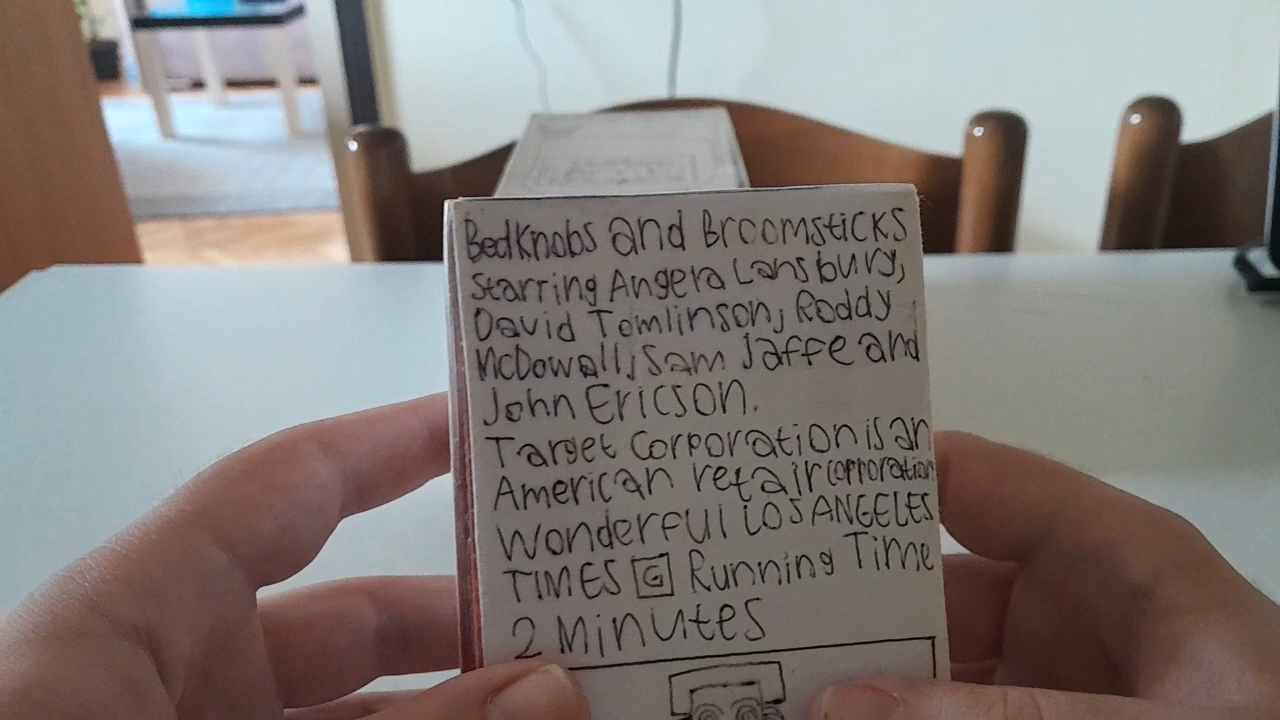 BedKnobs and Broomsticks
Starring Angela Lansbury,
David Tomlinson, Roddy
McDowall, Sam Jaffe and
John Ericson.
Target Corporation is an
American retail corporation
Wonderful LOS ANGELES
TIMES G Running Time
2 Minutes